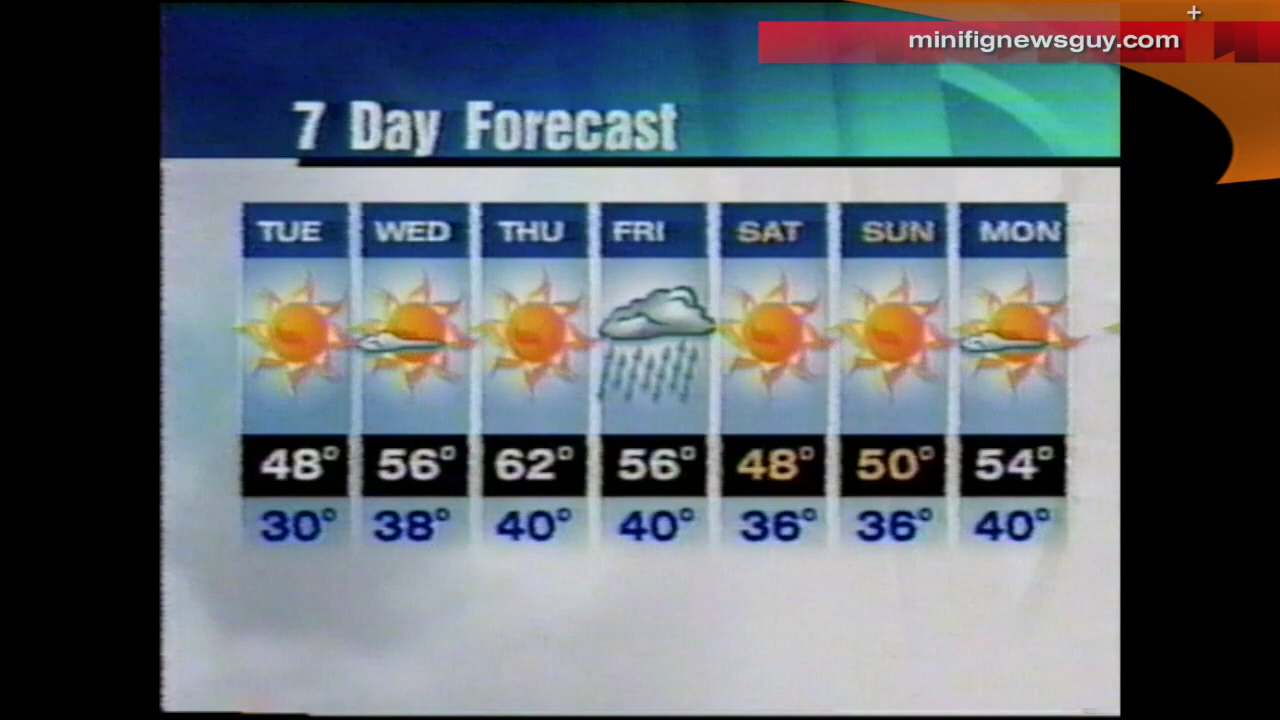 minifignewsguy.com
7 Day Forecast
TUE WED THU FRI SAT SUN MON
48° 56° 62° 56° 48° 50° 54°
30° 38° 40° 40° 36° 36° 40°